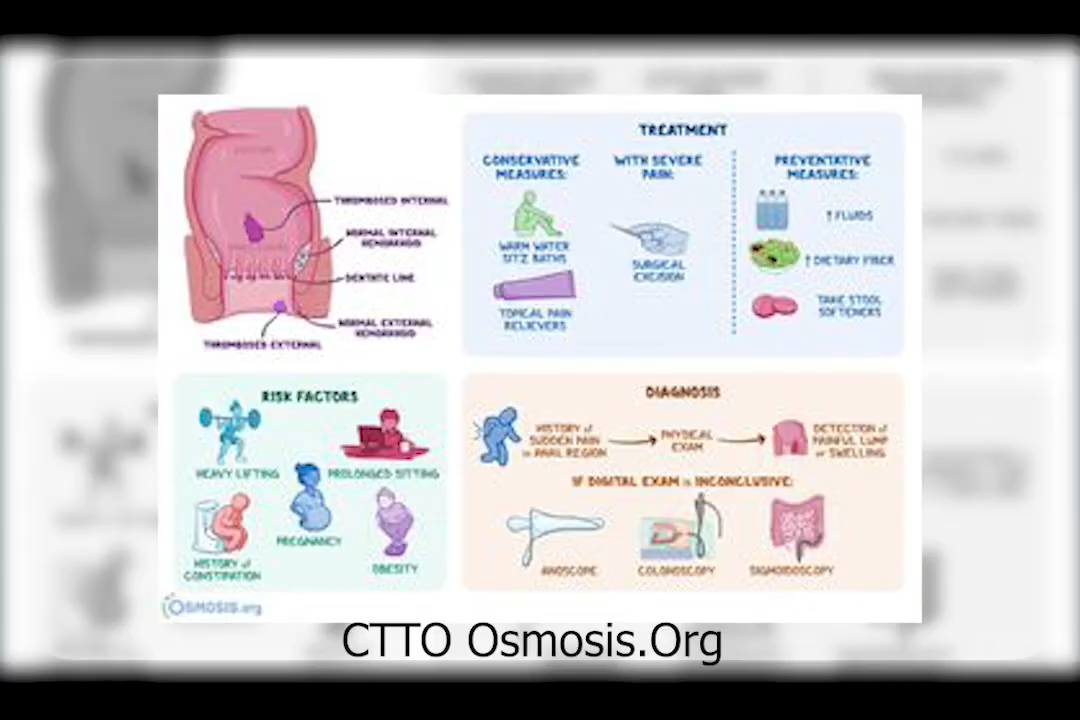 THROMBOSED INTERNAL
NORMAL INTERNAL
HEMORRHOID
DENTATE LINE
NORMAL EXTERNAL
HEMORRHOID
THROMBOSED EXTERNAL
TREATMENT
CONSERVATIVE
MEASURES:
WARM WATER
SITZ BATHS
TOPICAL PAIN
RELIEVERS
WITH SEVERE
PAIN:
SURGICAL
EXCISION
PREVENTATIVE
MEASURES:
↑ FLUIDS
↑ DIETARY FIBER
TAKE STOOL
SOFTENERS
RISK FACTORS
HEAVY LIFTING
PROLONGED SITTING
PREGNANCY
HISTORY of
CONSTIPATION
OBESITY
DIAGNOSIS
HISTORY of
SUDDEN PAIN
in ANAL REGION
PHYSICAL
EXAM
DETECTION of
PAINFUL LUMP
or SWELLING
IF DIGITAL EXAM is INCONCLUSIVE:
ANOSCOPE
COLONOSCOPY
SIGMOIDOSCOPY
OSMOSIS.org
CTTO Osmosis.Org